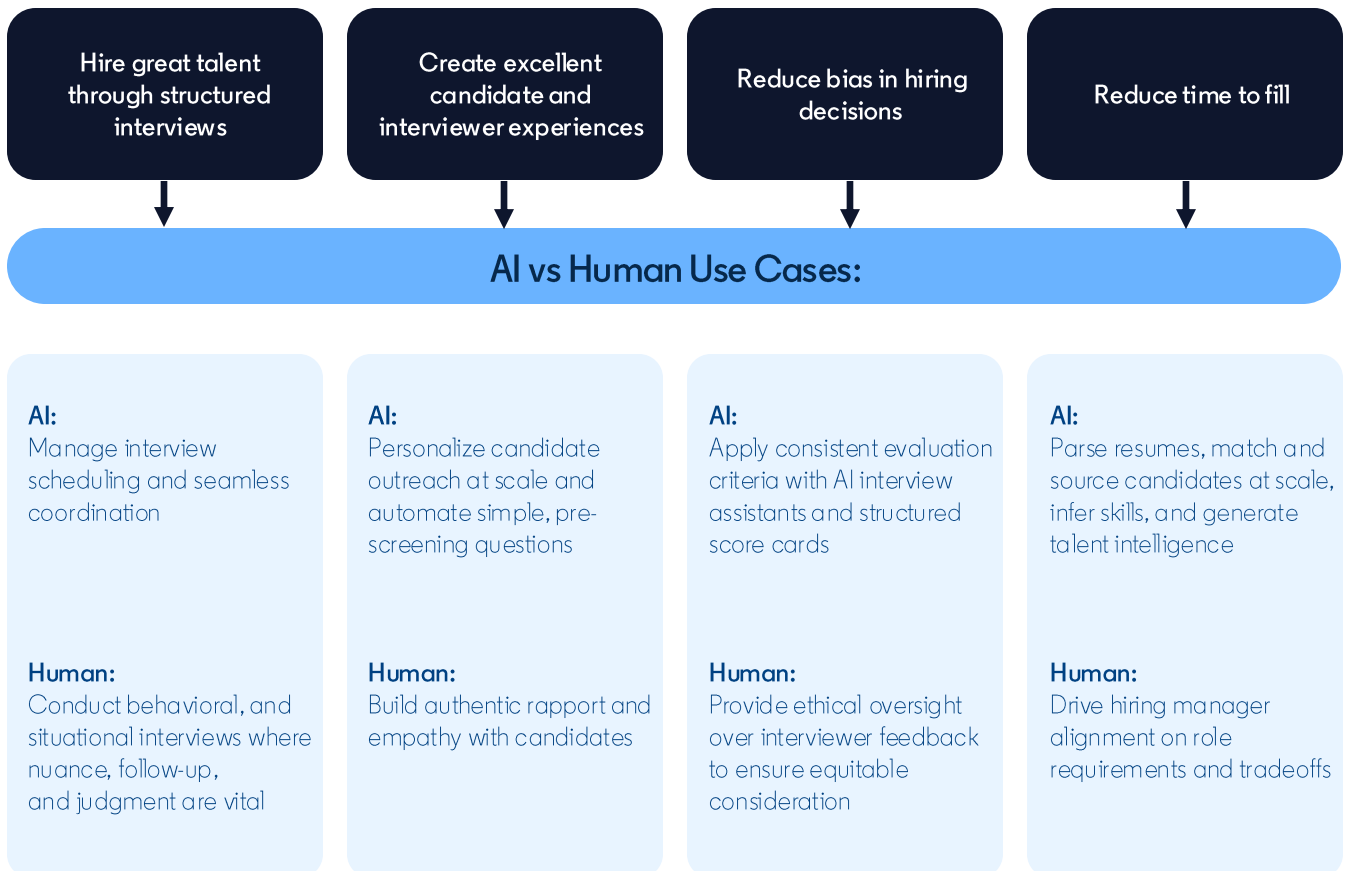 Hire great talent
through structured
interviews
Create excellent
candidate and
interviewer experiences
Reduce bias in hiring
decisions
Reduce time to fill
AI vs Human Use Cases:
AI:
Manage interview
scheduling and seamless
coordination
Human:
Conduct behavioral, and
situational interviews where
nuance, follow-up,
and judgment are vital
AI:
Personalize candidate
outreach at scale and
automate simple, pre-
screening questions
Human:
Build authentic rapport and
empathy with candidates
AI:
Apply consistent evaluation
criteria with AI interview
assistants and structured
score cards
Human:
Provide ethical oversight
over interviewer feedback
to ensure equitable
consideration
AI:
Parse resumes, match and
source candidates at scale,
infer skills, and generate
talent intelligence
Human:
Drive hiring manager
alignment on role
requirements and tradeoffs